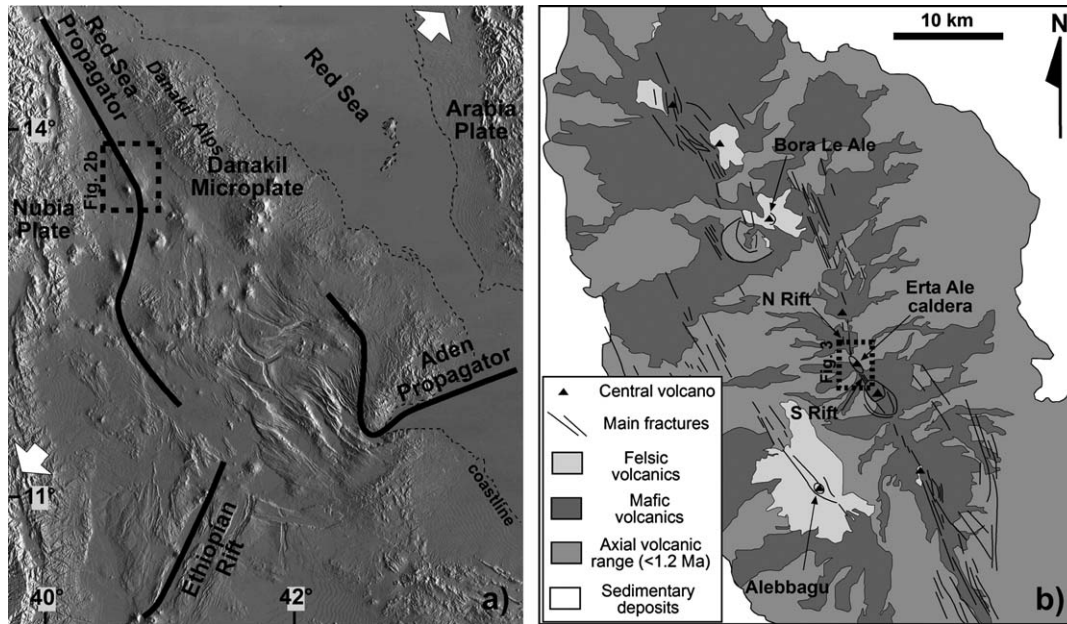 Red Sea
Propagator
Danakil Alps
Red Sea
Arabia
Plate
14°
Danakil
Microplate
Fig. 2b
Nubia
Plate
Aden
Propagator
11°
coastline
Ethiopian
Rift
40
42
a)
10 km
N
Bora Le Ale
N Rift
Erta Ale
caldera
Fig. 3
S Rift
Central volcano
Main fractures
Felsic
volcanics
Mafic
volcanics
Axial volcanic
range (<1.2 Ma)
Sedimentary
deposits
Alebbagu
b)